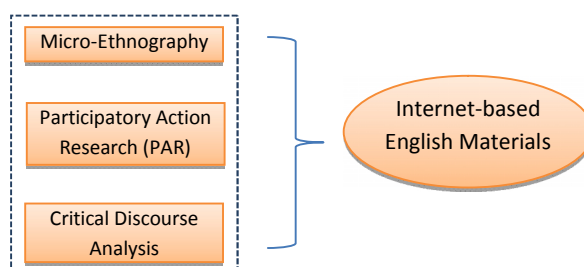 Micro-Ethnography
Participatory Action
Research (PAR)
Critical Discourse
Analysis
Internet-based
English Materials